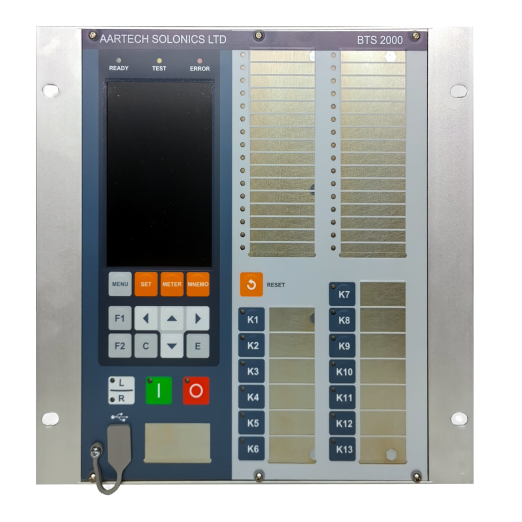 AARTECH SOLONICS LTD
BTS 2000
READY TEST ERROR
MENU SET METER MNEMO
RESET
F1
F2 C E
L
R
I O
K1
K2
K3
K4
K5
K6
K7
K8
K9
K10
K11
K12
K13